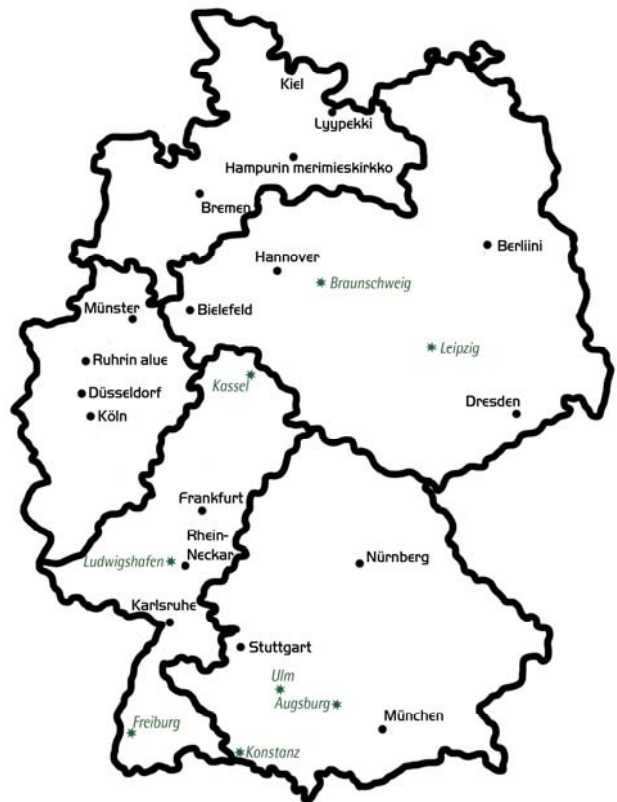 Kiel
Lyypekki
Hampurin merimieskirkko
Bremen
Berliini
Hannover
Braunschweig
Münster
Bielefeld
Leipzig
Ruhrin alue
Kassel
Düsseldorf
Dresden
Köln
Frankfurt
Rhein-
Neckar
Ludwigshafen
Nürnberg
Karlsruhe
Stuttgart
Ulm
Augsburg
München
Freiburg
Konstanz